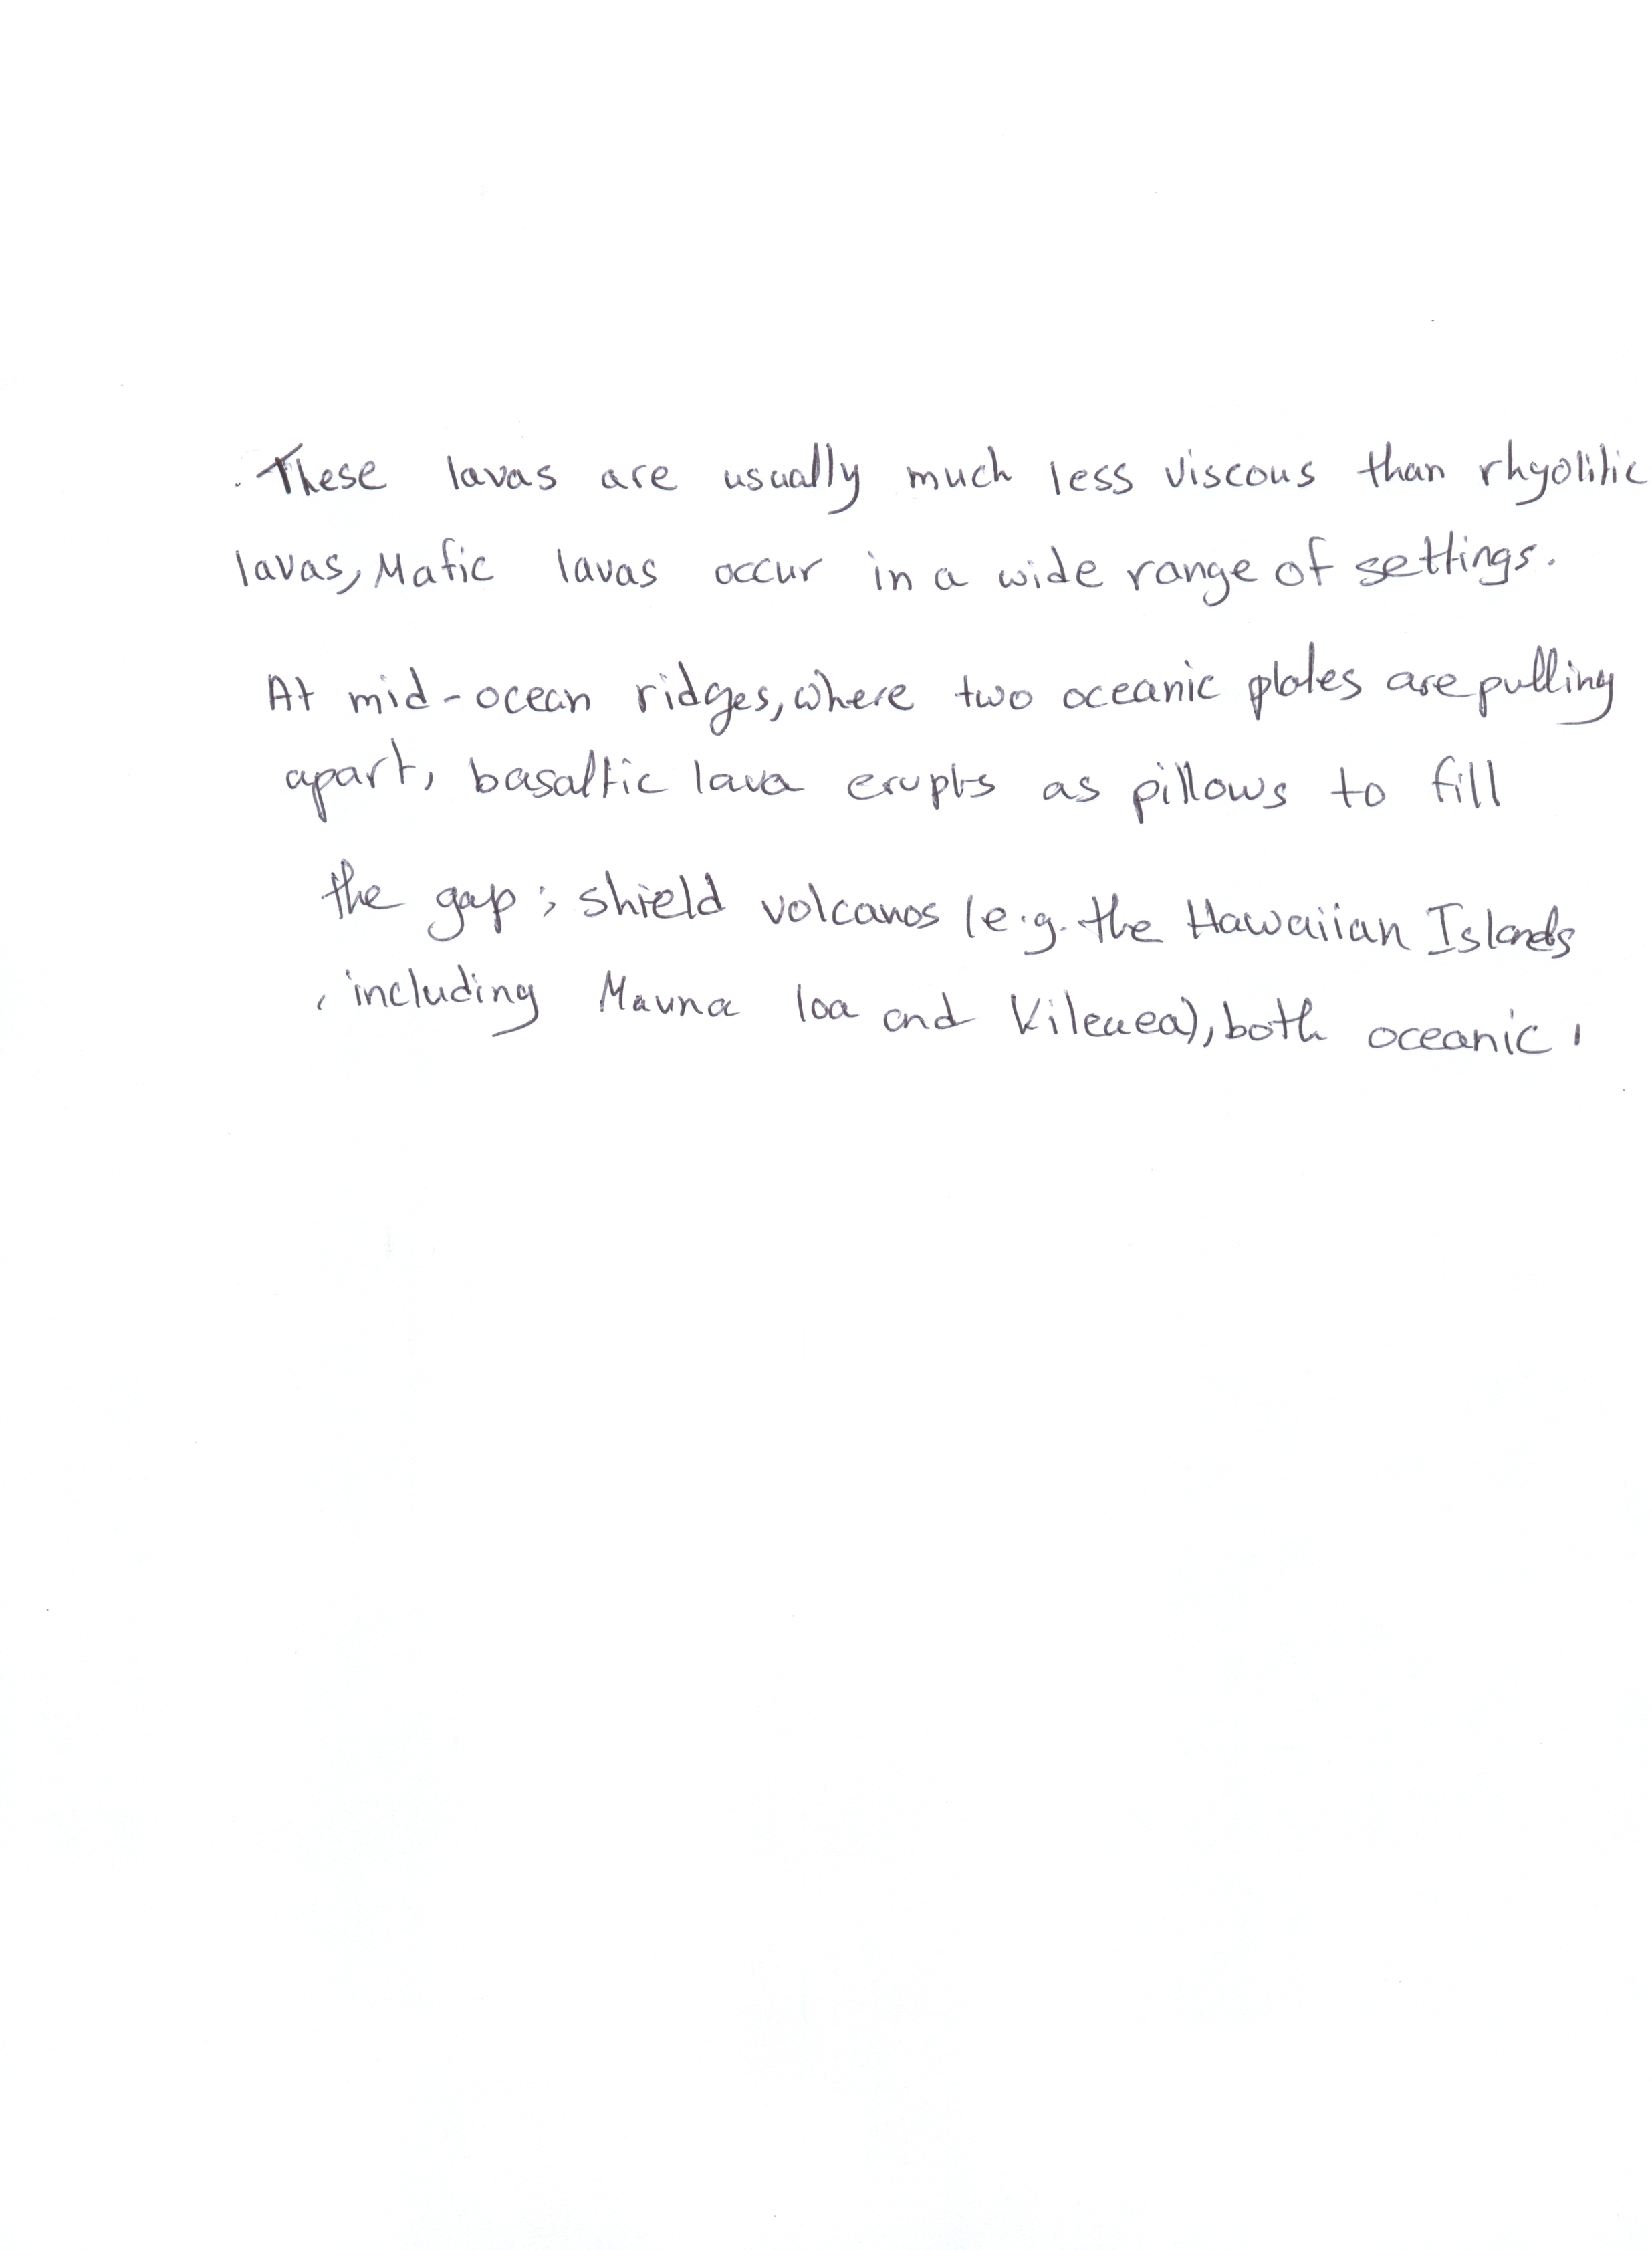 . These lavas are usually much less viscous than rhyolitic
lavas, Mafic lavas occur in a wide range of settings.
At mid-ocean ridges, where two oceanic plates are pulling
apart, basaltic lava erupts as pillows to fill
the gap; shield volcanos (e.g. the Hawaiian Islands
, including Mauna loa and Kileuea), both oceanic ,